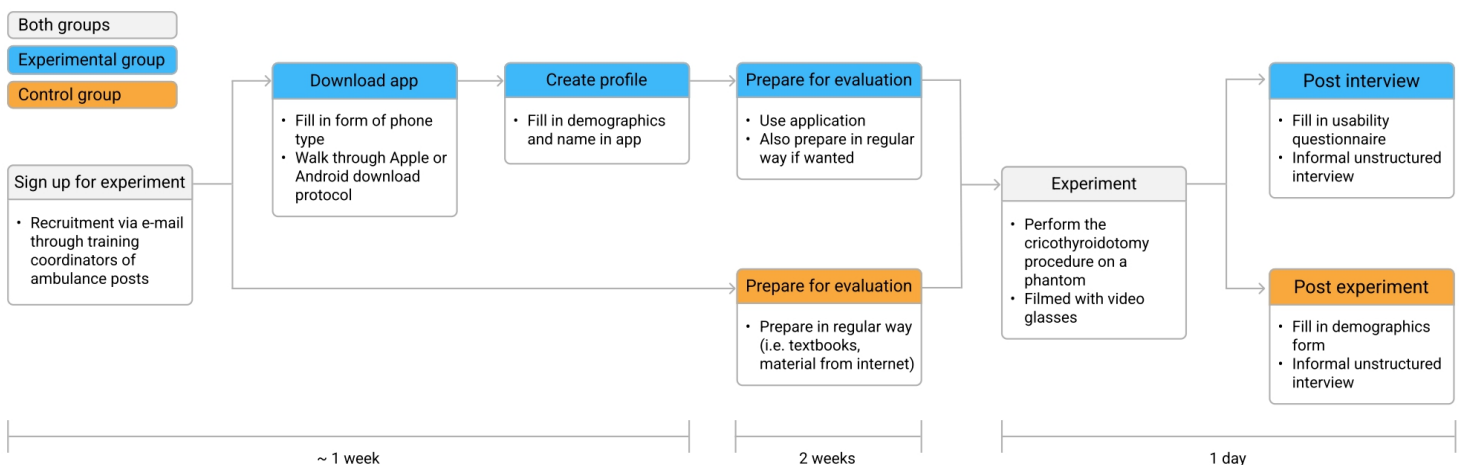 Both groups
Experimental group
Control group
Sign up for experiment
• Recruitment via e-mail
through training
coordinators of
ambulance posts
Download app
• Fill in form of phone
type
• Walk through Apple or
Android download
protocol
Create profile
• Fill in demographics
and name in app
Prepare for evaluation
• Use application
• Also prepare in regular
way if wanted
Prepare for evaluation
• Prepare in regular way
(i.e. textbooks,
material from internet)
Experiment
• Perform the
cricothyroidotomy
procedure on a
phantom
• Filmed with video
glasses
Post interview
• Fill in usability
questionnaire
• Informal unstructured
interview
Post experiment
• Fill in demographics
form
• Informal unstructured
interview
~ 1 week
2 weeks
1 day